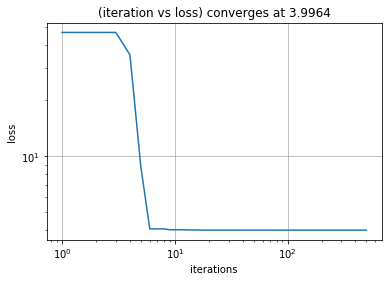 (iteration vs loss) converges at 3.9964
loss
10¹
10⁰
10¹
10²
iterations